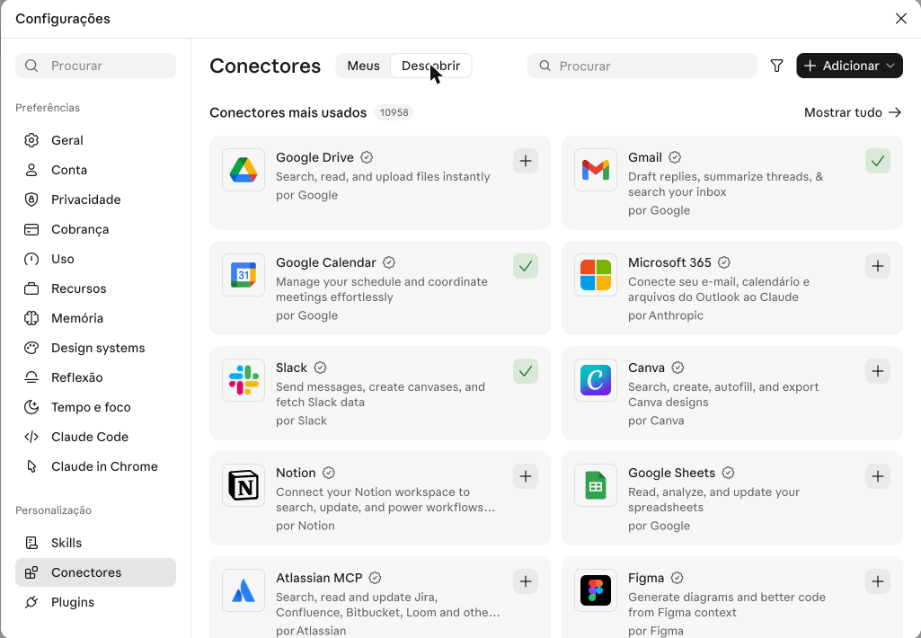 Configurações
Procurar
Preferências
Geral
Conta
Privacidade
Cobrança
Uso
Recursos
Memória
Design systems
Reflexão
Tempo e foco
Claude Code
Claude in Chrome
Personalização
Skills
Conectores
Plugins
Conectores
Meus
Descobrir
Procurar
Adicionar
Conectores mais usados 10958
Mostrar tudo
Google Drive
Search, read, and upload files instantly
por Google
Gmail
Draft replies, summarize threads, &
search your inbox
por Google
Google Calendar
31
Manage your schedule and coordinate
meetings effortlessly
por Google
Microsoft 365
Conecte seu e-mail, calendário e
arquivos do Outlook ao Claude
por Anthropic
Slack
Send messages, create canvases, and
fetch Slack data
por Slack
Canva
Search, create, autofill, and export
Canva designs
por Canva
Notion
Connect your Notion workspace to
search, update, and power workflows...
por Notion
Google Sheets
Read, analyze, and update your
spreadsheets
por Google
Atlassian MCP
Search, read and update Jira,
Confluence, Bitbucket, Loom and othe...
por Atlassian
Figma
Generate diagrams and better code
from Figma context
por Figma